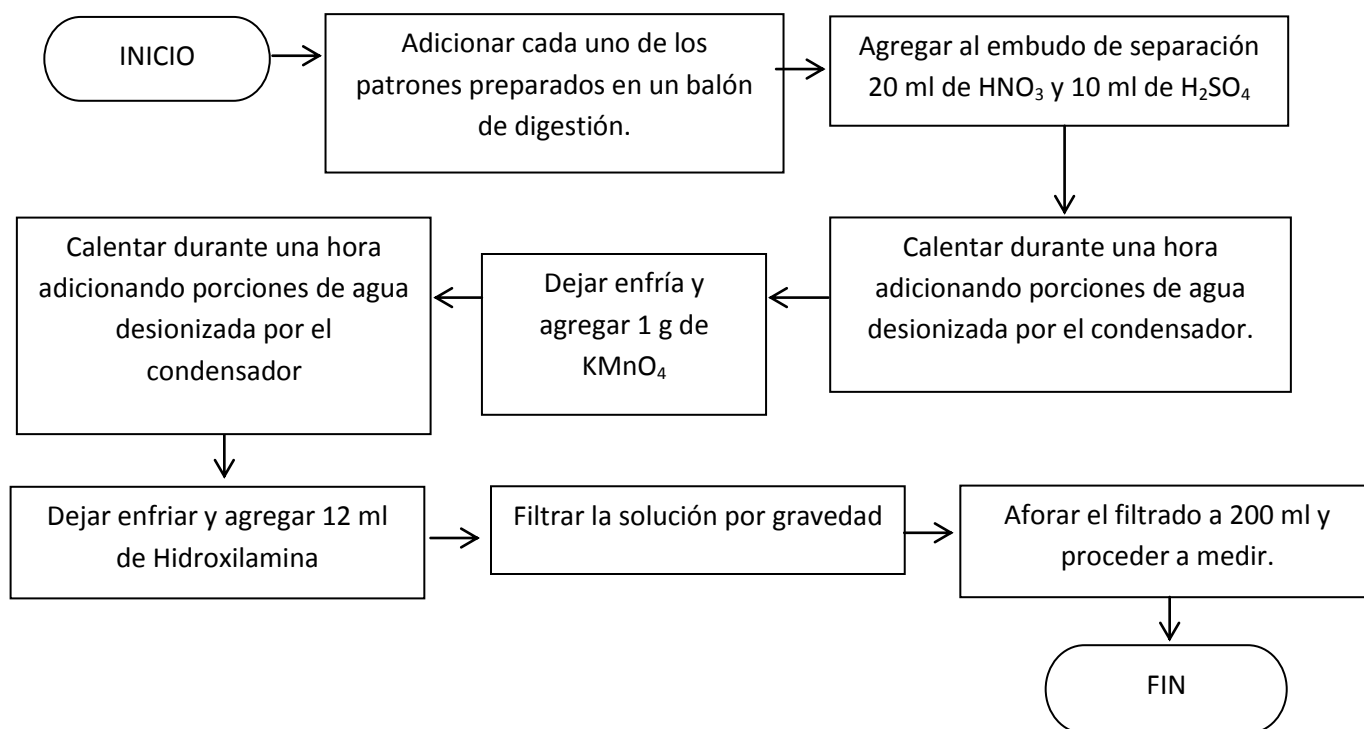 INICIO
Adicionar cada uno de los
patrones preparados en un balón
de digestión.
Agregar al embudo de separación
20 ml de HNO₃ y 10 ml de H₂SO₄
Calentar durante una hora
adicionando porciones de agua
desionizada por el condensador.
Dejar enfría y
agregar 1 g de
KMnO₄
Calentar durante una hora
adicionando porciones de agua
desionizada por el
condensador
Dejar enfriar y agregar 12 ml
de Hidroxilamina
Filtrar la solución por gravedad
Aforar el filtrado a 200 ml y
proceder a medir.
FIN